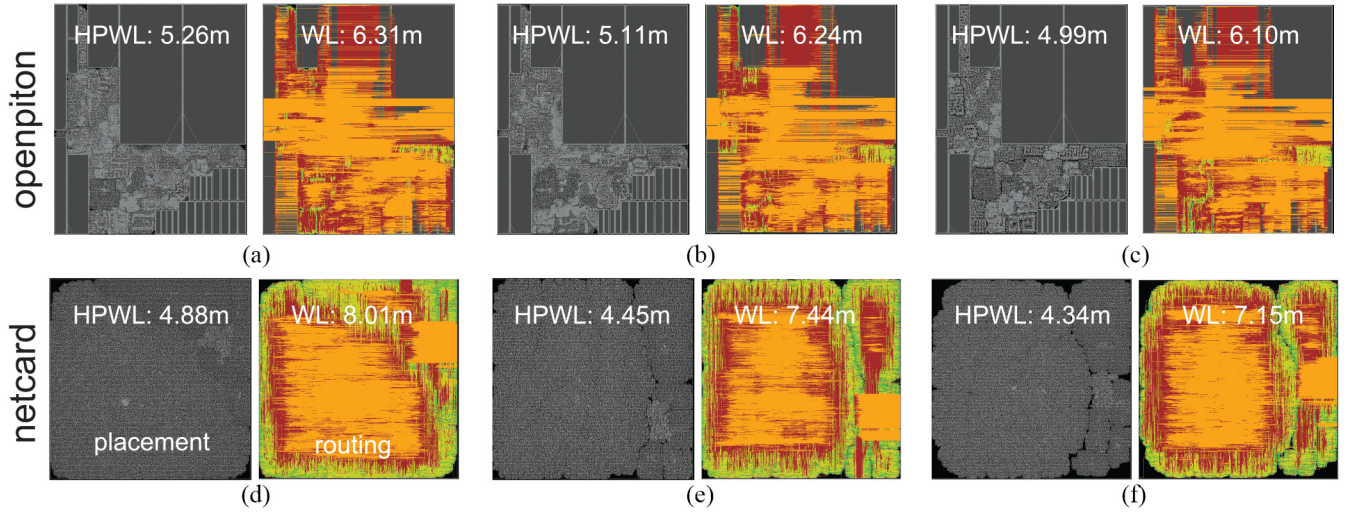 openpiton
HPWL: 5.26m
WL: 6.31m
HPWL: 5.11m
WL: 6.24m
HPWL: 4.99m
WL: 6.10m
(a)
(b)
(c)
netcard
HPWL: 4.88m
WL: 8.01m
HPWL: 4.45m
WL: 7.44m
HPWL: 4.34m
WL: 7.15m
placement
routing
(d)
(e)
(f)